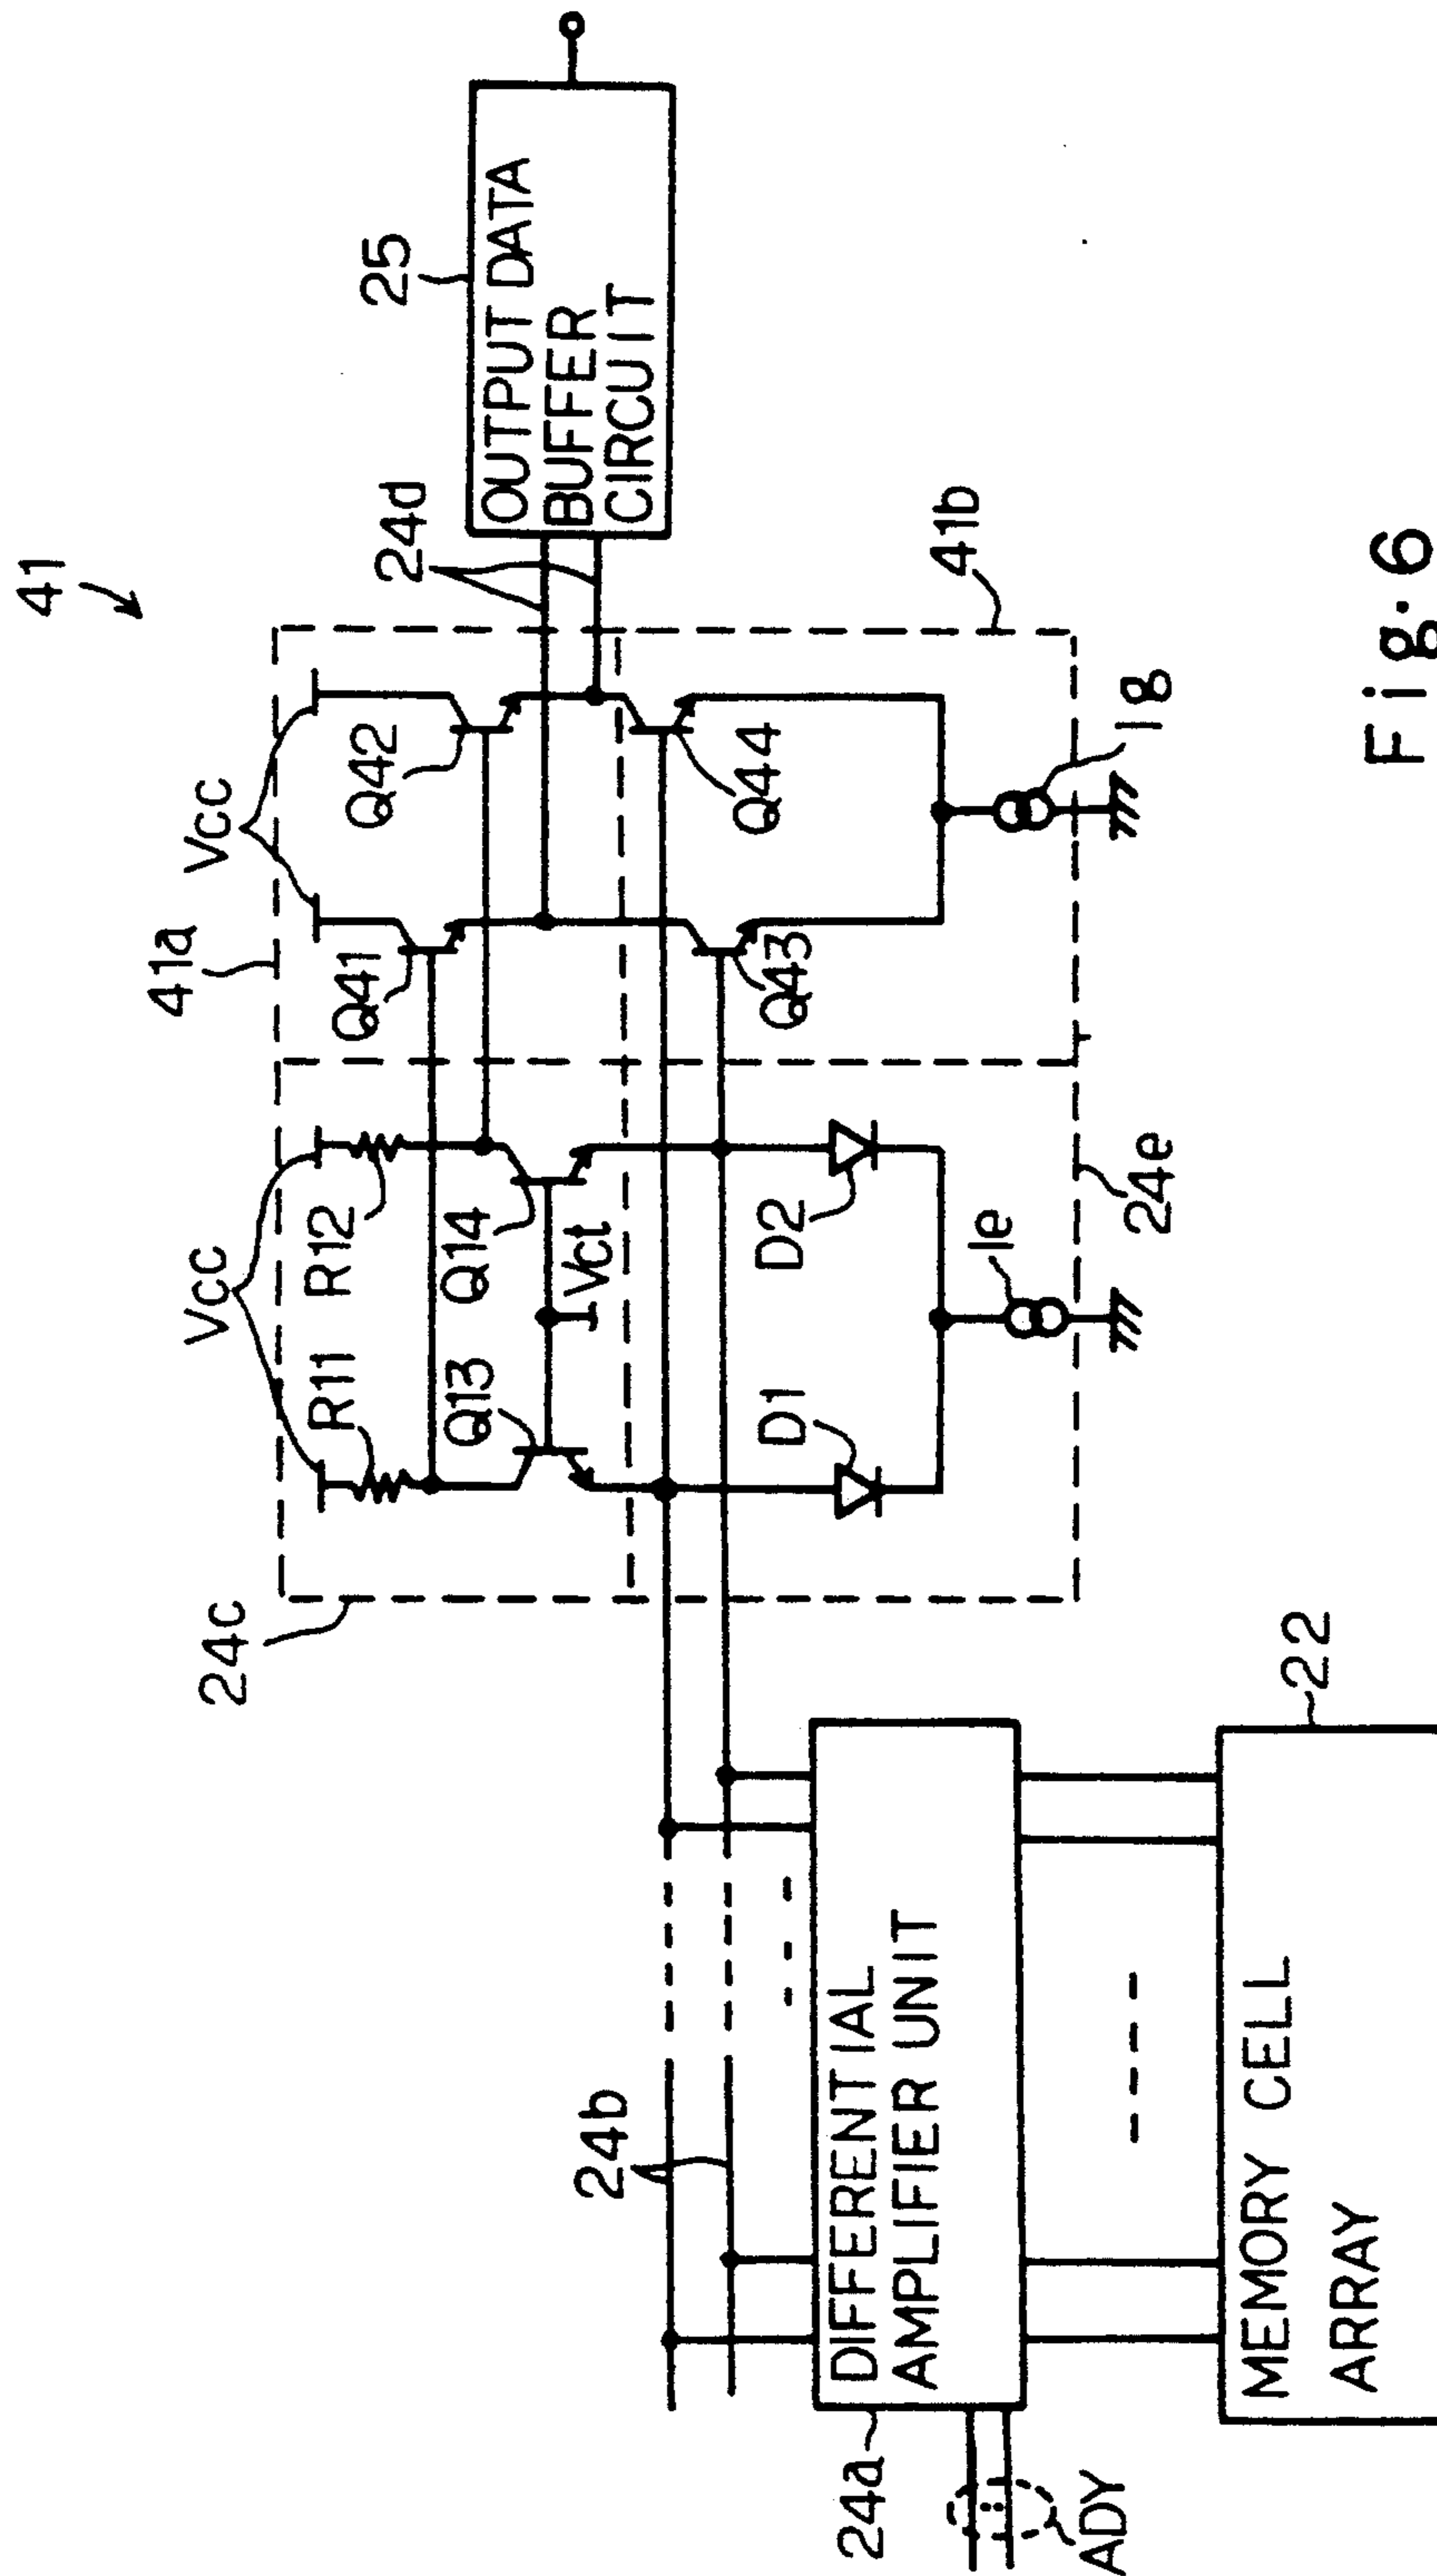 41
41a
Vcc
Vcc
24c
R11
R12
Q41
Q42
24d
25
OUTPUT DATA
BUFFER
CIRCUIT
Q13
Q14
Vct
24b
D1
D2
Q43
Q44
41b
Ie
Ig
24e
24a
DIFFERENTIAL
AMPLIFIER UNIT
ADY
22
MEMORY CELL
ARRAY
Fig. 6